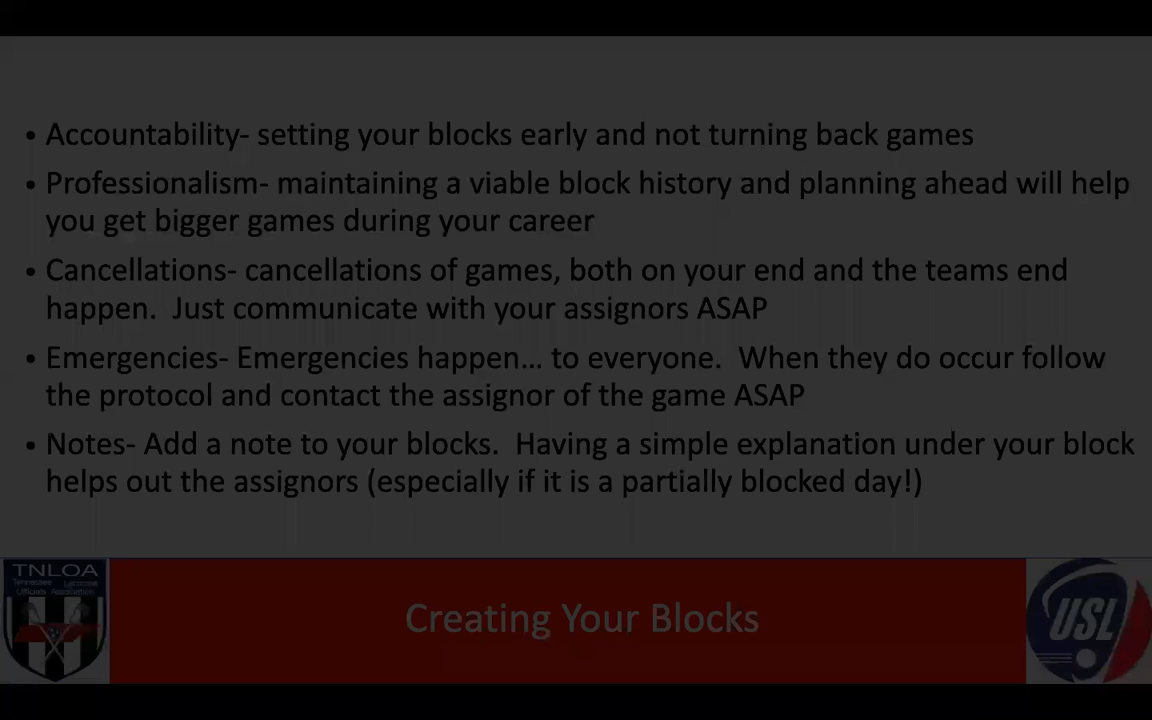 • Accountability- setting your blocks early and not turning back games
• Professionalism- maintaining a viable block history and planning ahead will help
you get bigger games during your career
• Cancellations- cancellations of games, both on your end and the teams end
happen.  Just communicate with your assignors ASAP
• Emergencies- Emergencies happen... to everyone.  When they do occur follow
the protocol and contact the assignor of the game ASAP
• Notes- Add a note to your blocks.  Having a simple explanation under your block
helps out the assignors (especially if it is a partially blocked day!)
TNLOA
Tennessee Lacrosse
Officials Association
Creating Your Blocks
USL